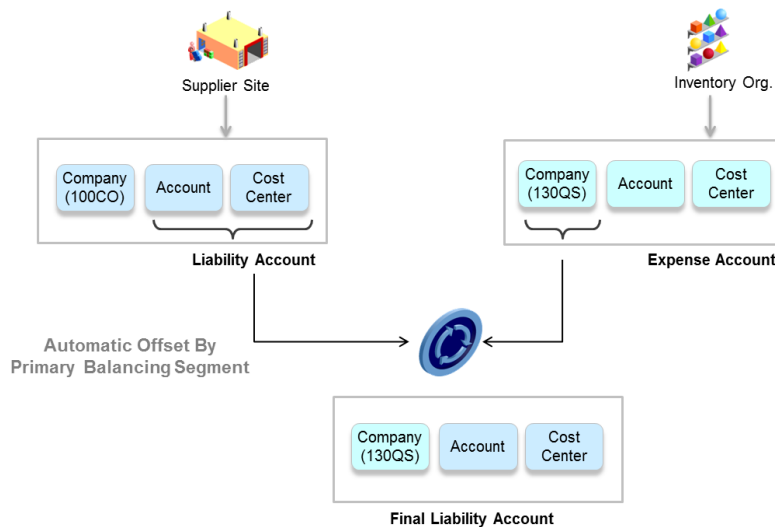 Supplier Site
Inventory Org.
Company
(100CO)
Account
Cost
Center
Company
(130QS)
Account
Cost
Center
Liability Account
Expense Account
Automatic Offset By
Primary Balancing Segment
Company
(130QS)
Account
Cost
Center
Final Liability Account